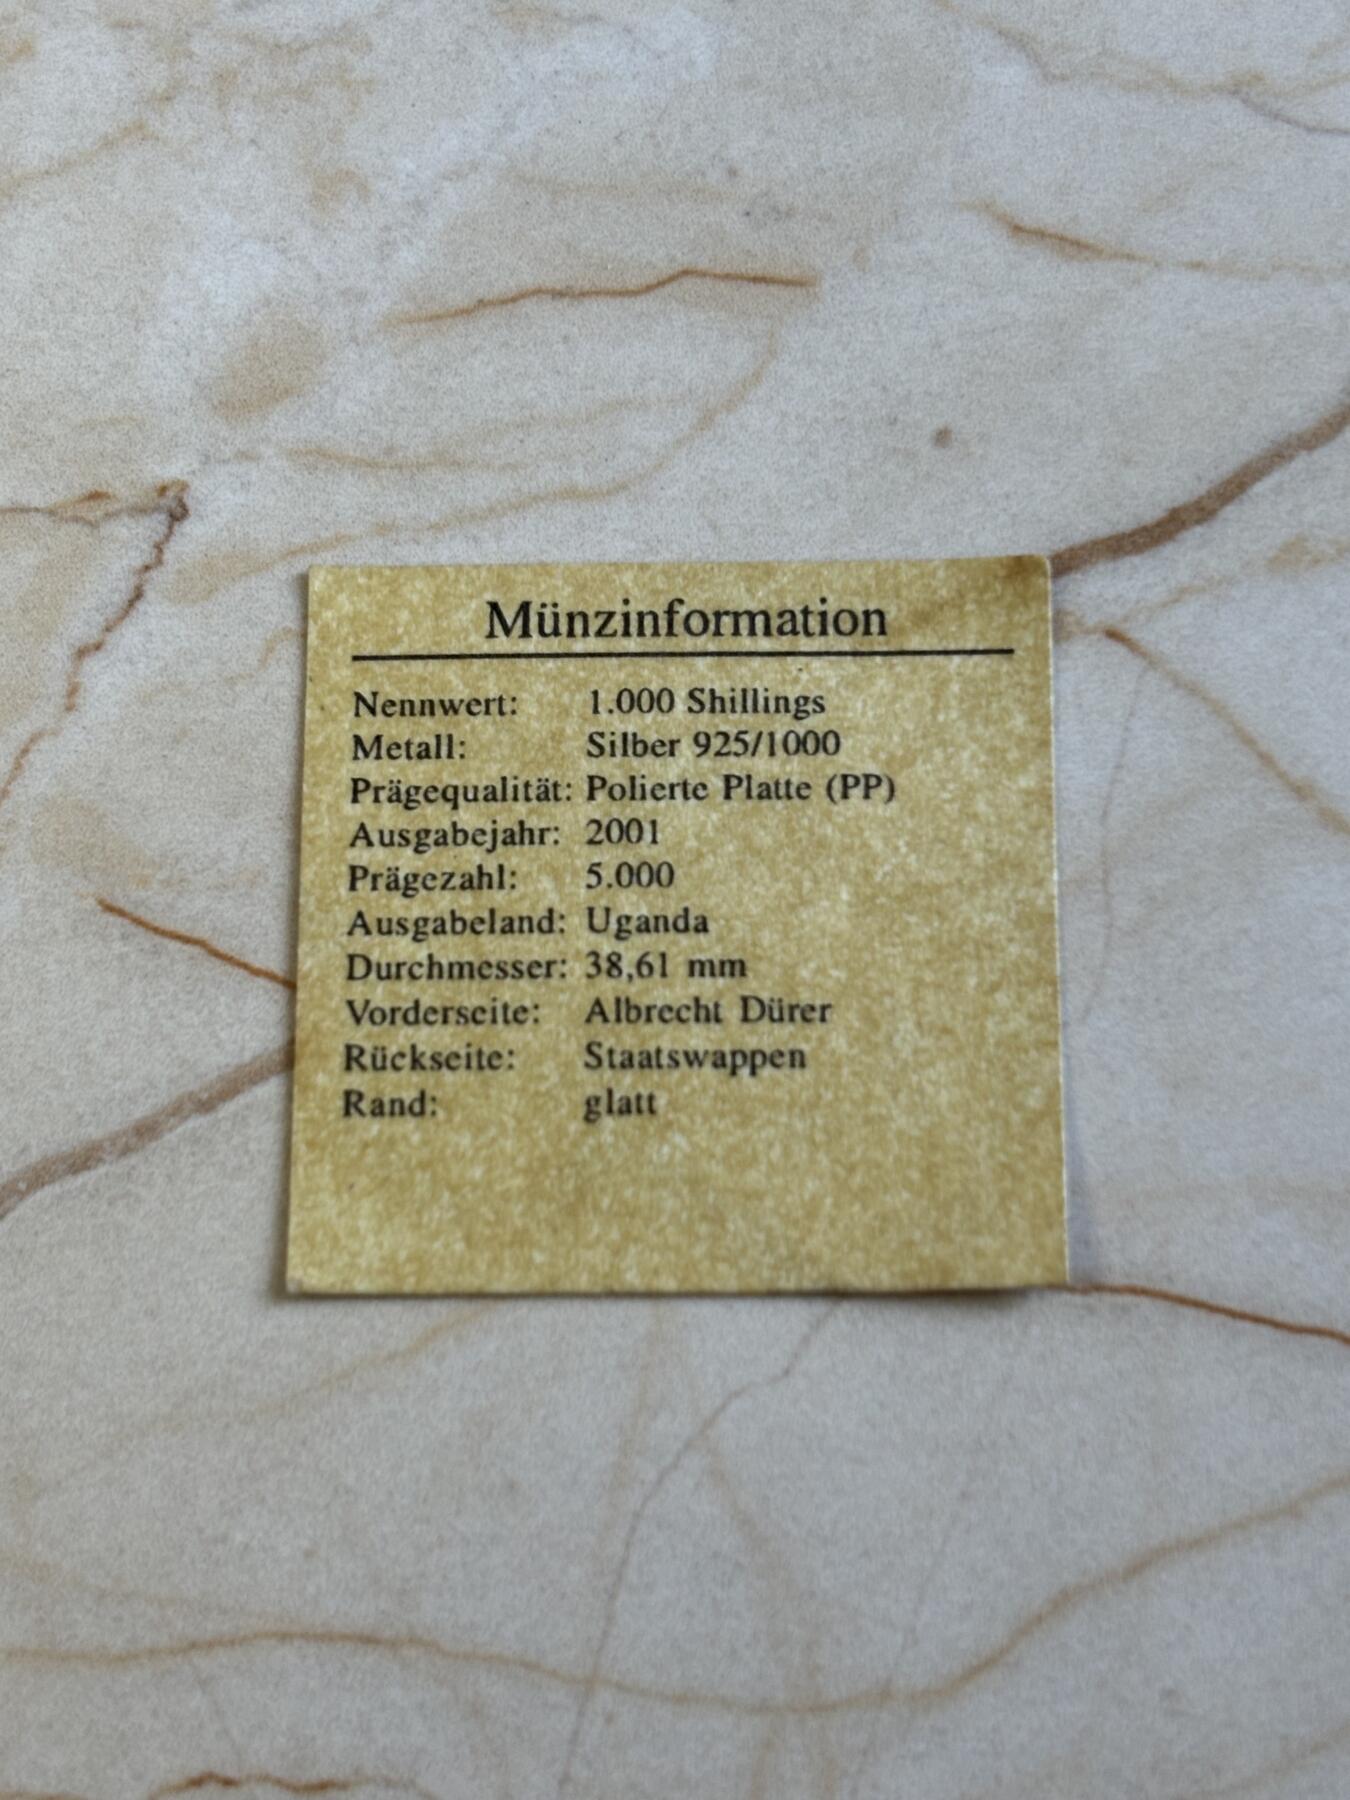 Münzinformation
Nennwert: 1.000 Shillings
Metall: Silber 925/1000
Prägequalität: Polierte Platte (PP)
Ausgabejahr: 2001
Prägezahl: 5.000
Ausgabeland: Uganda
Durchmesser: 38,61 mm
Vorderseite: Albrecht Dürer
Rückseite: Staatswappen
Rand: glatt